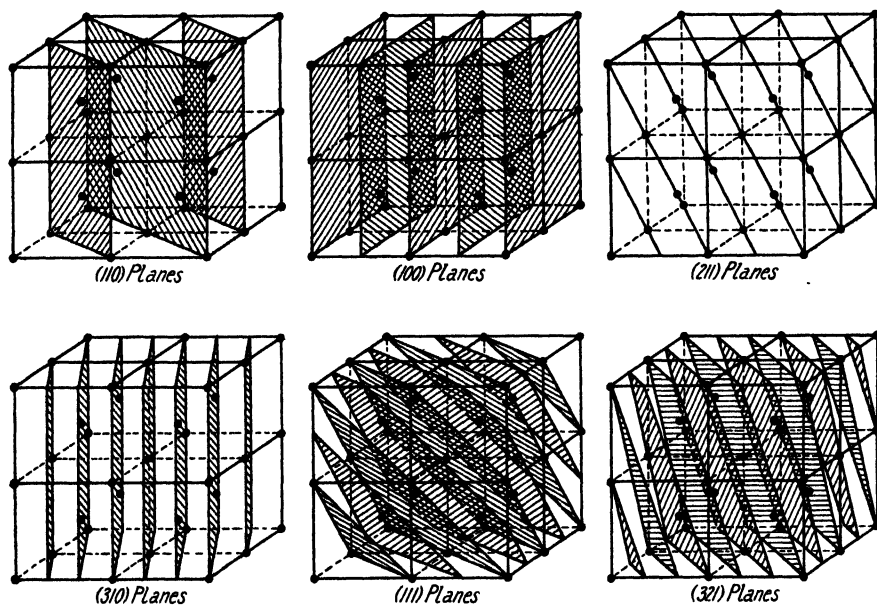 (110) Planes
(100) Planes
(211) Planes
(310) Planes
(111) Planes
(321) Planes